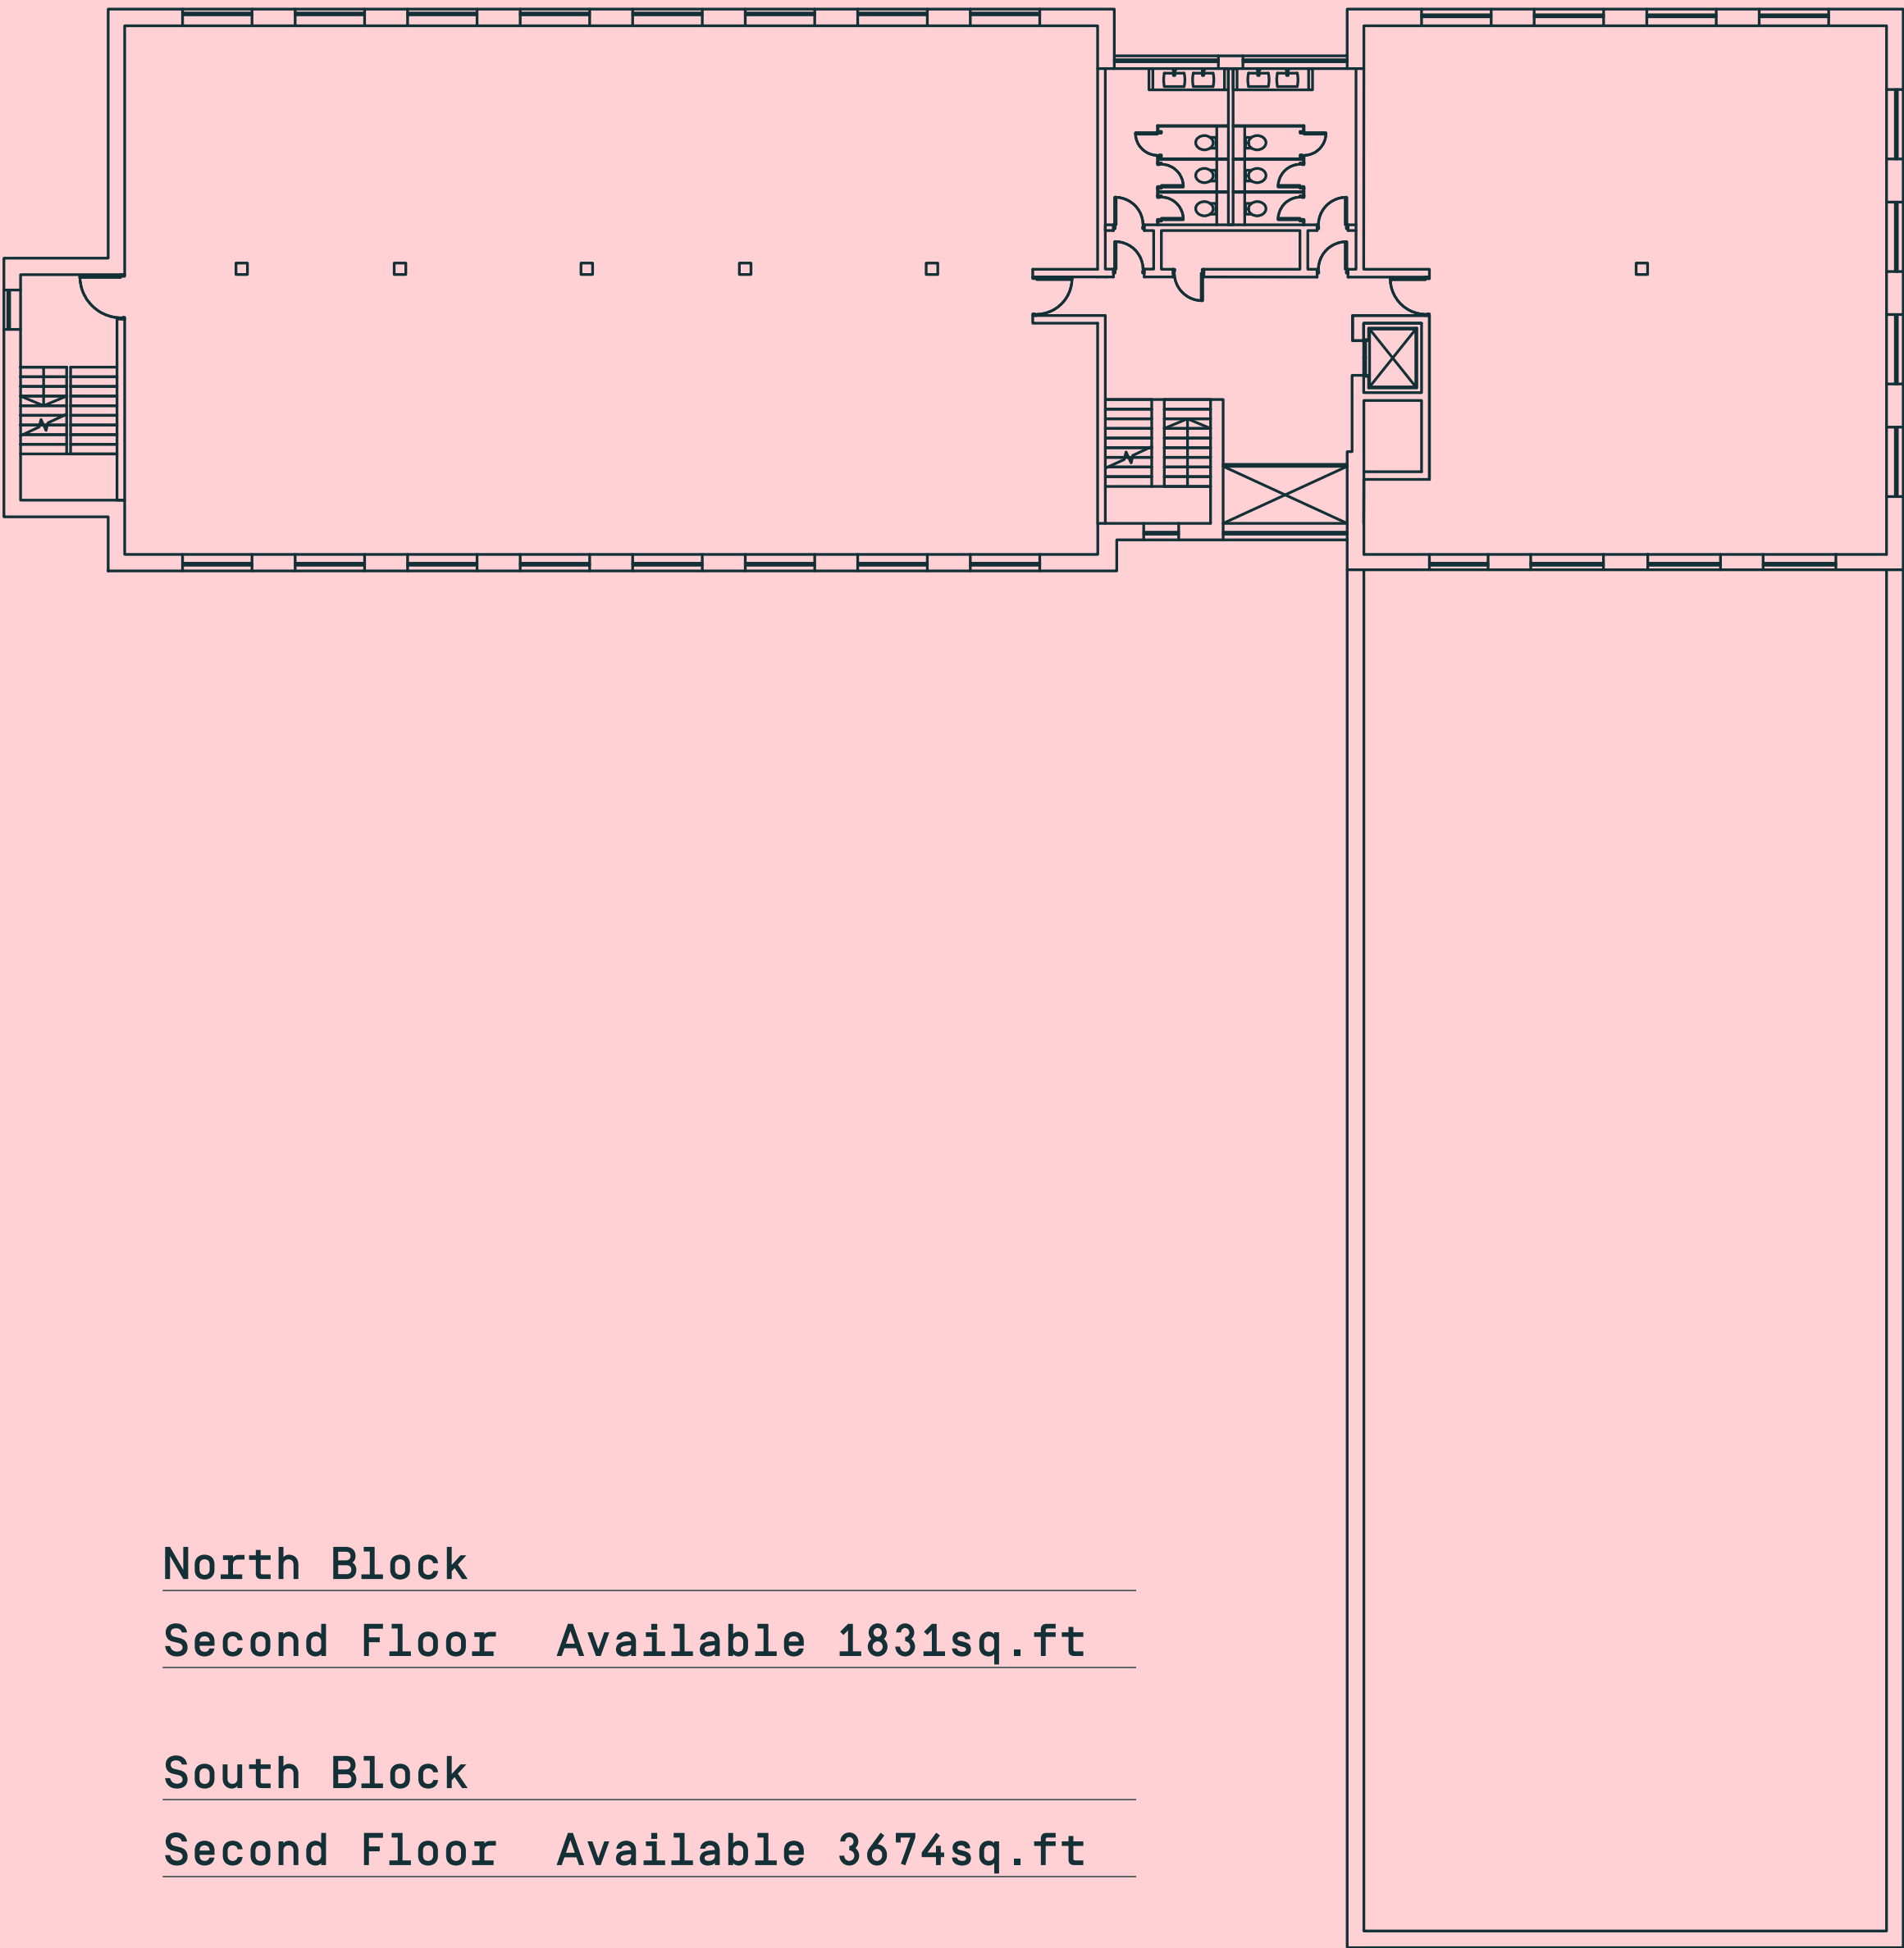 North Block
Second Floor Available 1831sq.ft
South Block
Second Floor Available 3674sq.ft